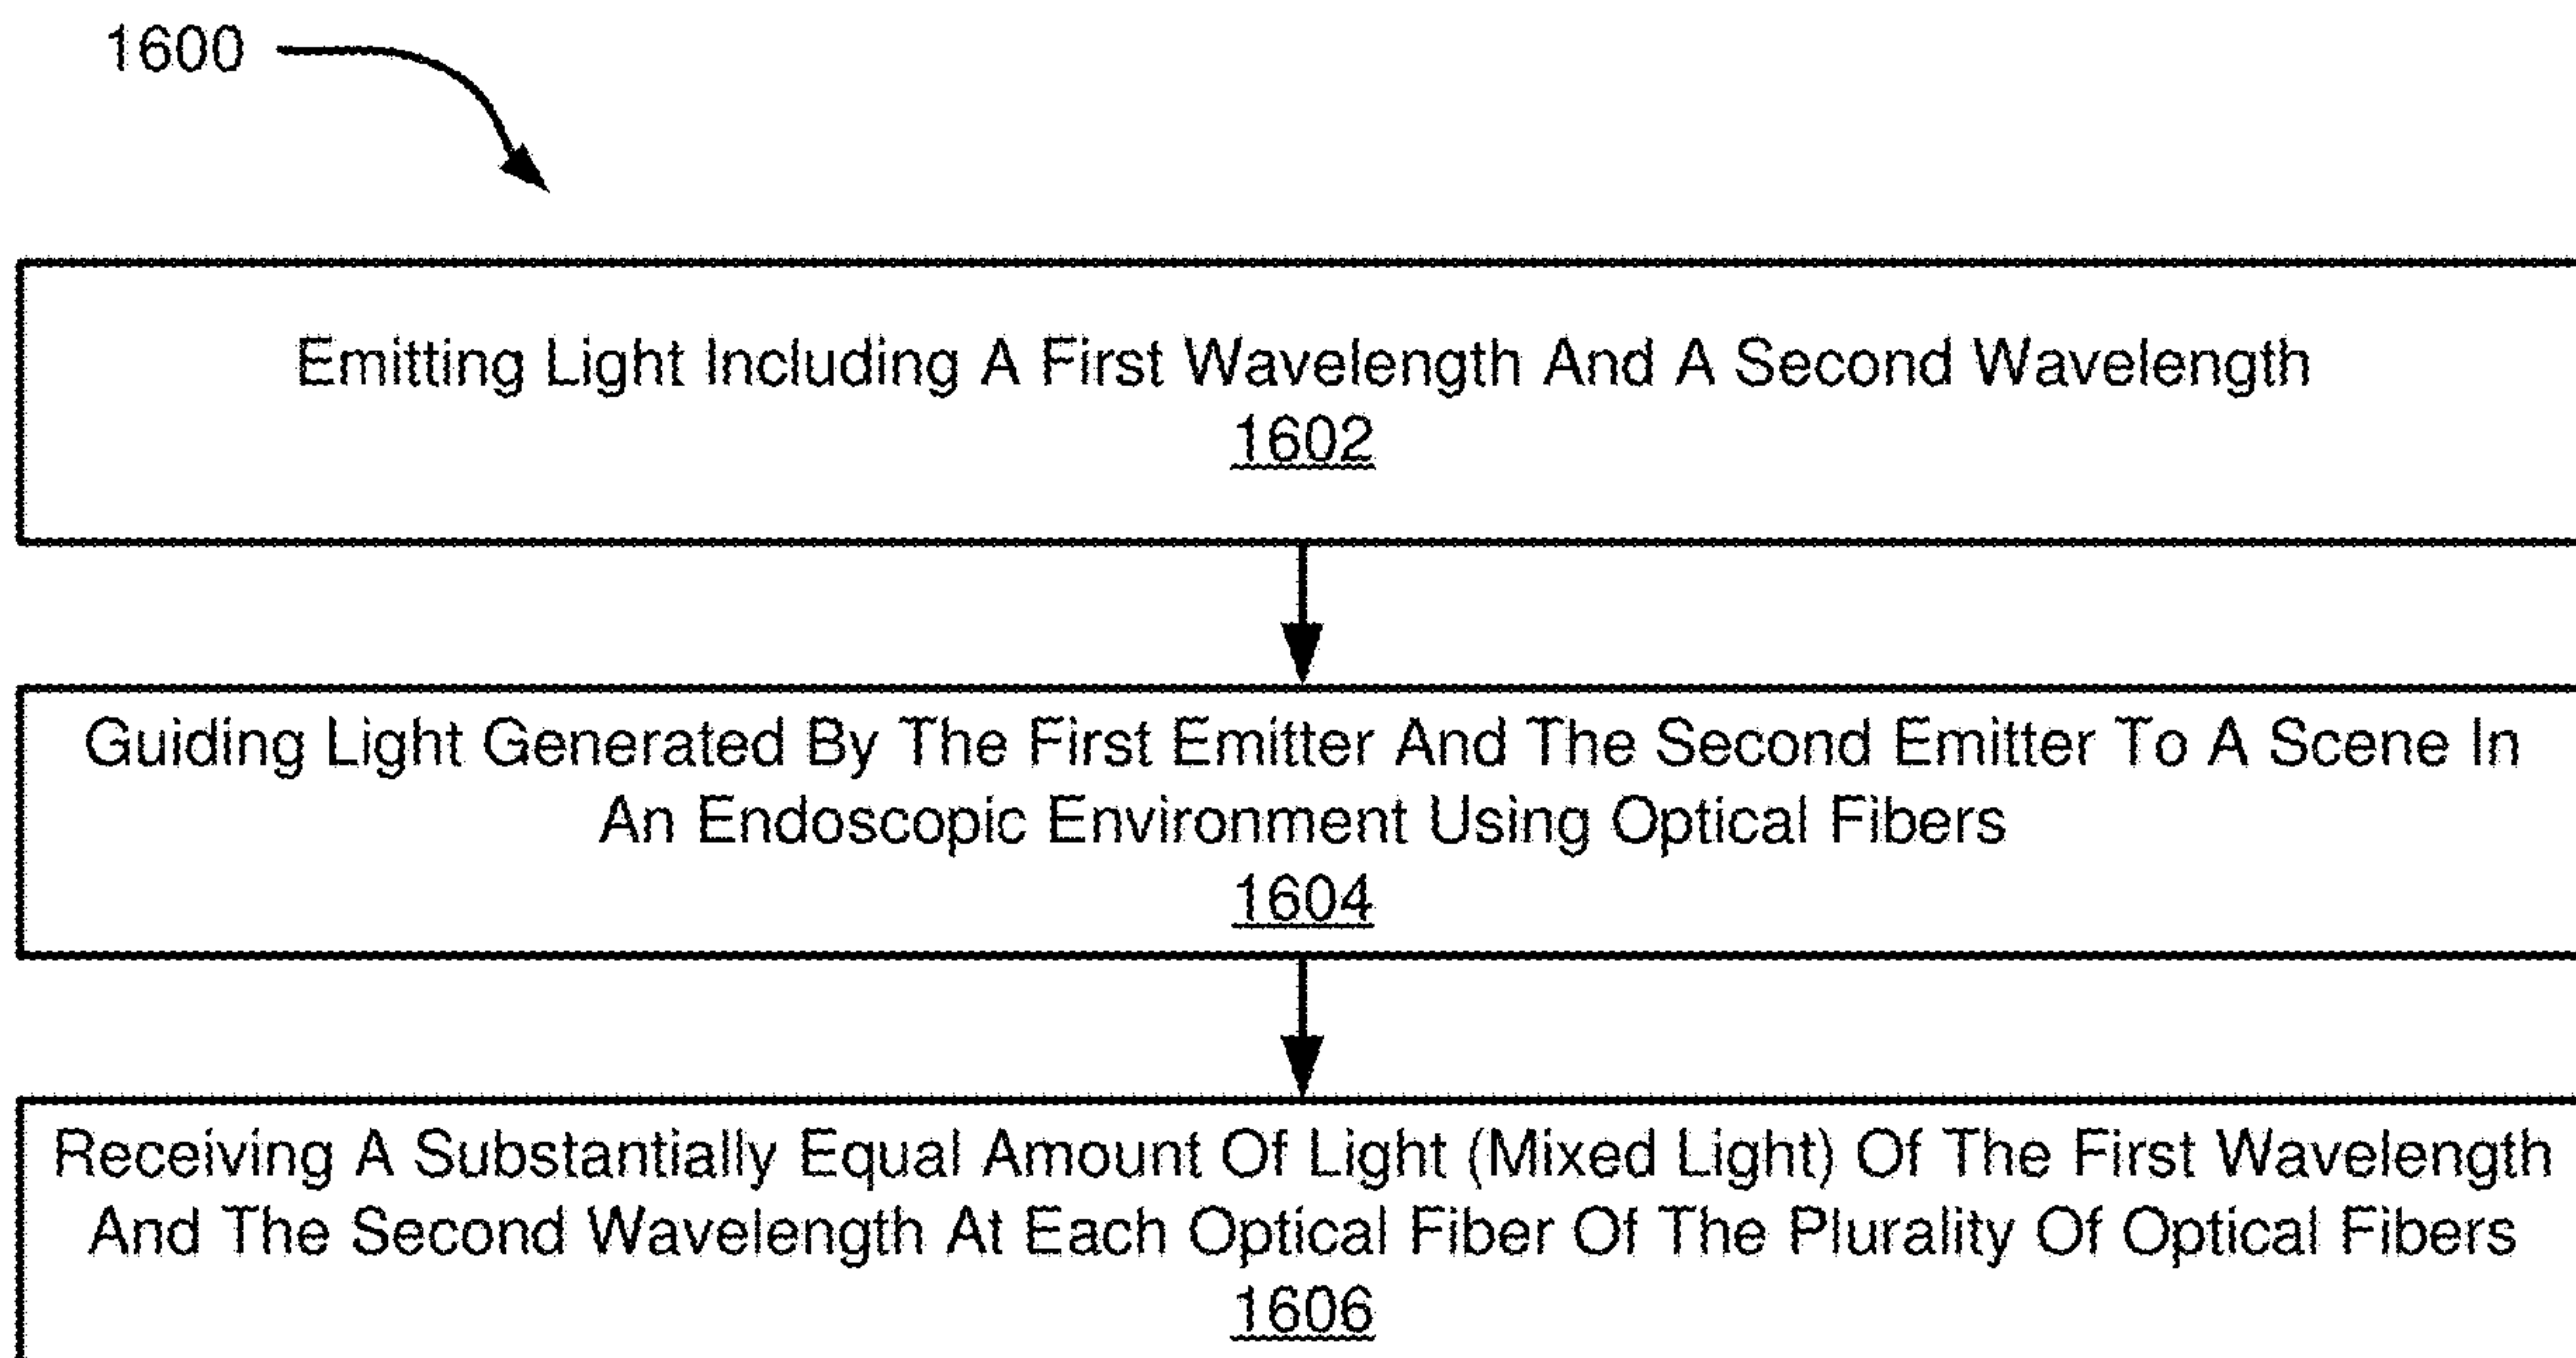 1600
Emitting Light Including A First Wavelength And A Second Wavelength
1602
Guiding Light Generated By The First Emitter And The Second Emitter To A Scene In
An Endoscopic Environment Using Optical Fibers
1604
Receiving A Substantially Equal Amount Of Light (Mixed Light) Of The First Wavelength
And The Second Wavelength At Each Optical Fiber Of The Plurality Of Optical Fibers
1606